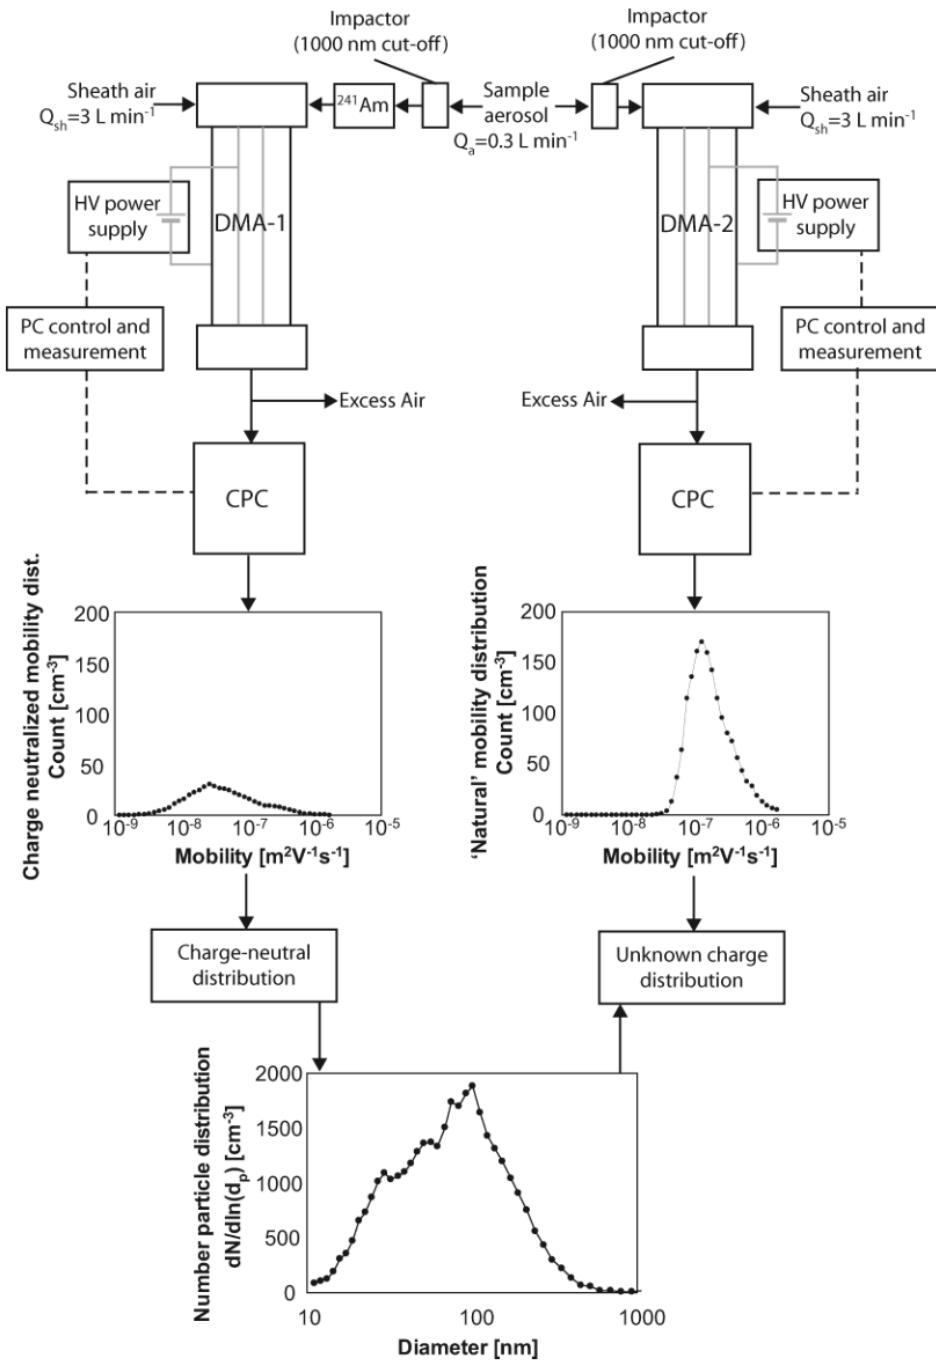 Impactor
(1000 nm cut-off)
Impactor
(1000 nm cut-off)
Sheath air
Qsh=3 L min-1
241Am
Sample
aerosol
Qa=0.3 L min-1
Sheath air
Qsh=3 L min-1
HV power
supply
DMA-1
DMA-2
HV power
supply
PC control and
measurement
PC control and
measurement
Excess Air
Excess Air
CPC
CPC
Charge neutralized mobility dist.
Count [cm-3]
200
150
100
50
0
10-9
10-8
10-7
10-6
10-5
Mobility [m2V-1s-1]
'Natural' mobility distribution
Count [cm-3]
200
150
100
50
0
10-9
10-8
10-7
10-6
10-5
Mobility [m2V-1s-1]
Charge-neutral
distribution
Unknown charge
distribution
Number particle distribution
dN/dln(dp) [cm-3]
2000
1500
1000
500
0
10
100
1000
Diameter [nm]